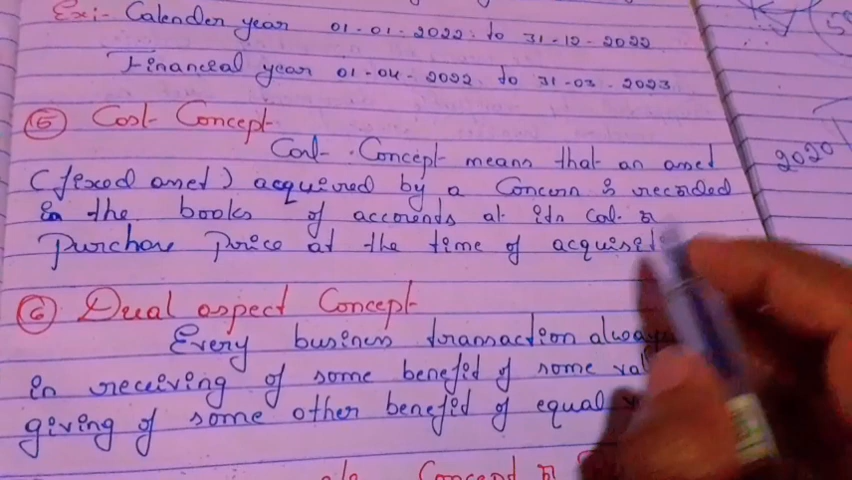 Ex:- Calender year 01-01-2022 to 31-12-2022
Financial year 01-04-2022 to 31-03-2023
⑤ Cost Concept
Cost Concept means that an asset
(fixed asset) acquired by a Concern is recorded
in the books of accounts at its Cost or
Purchase Price at the time of
2020
⑥ Dual aspect Concept
Every business transaction always
in receiving of some benefit of some
giving of some other benefit of equal
Concept